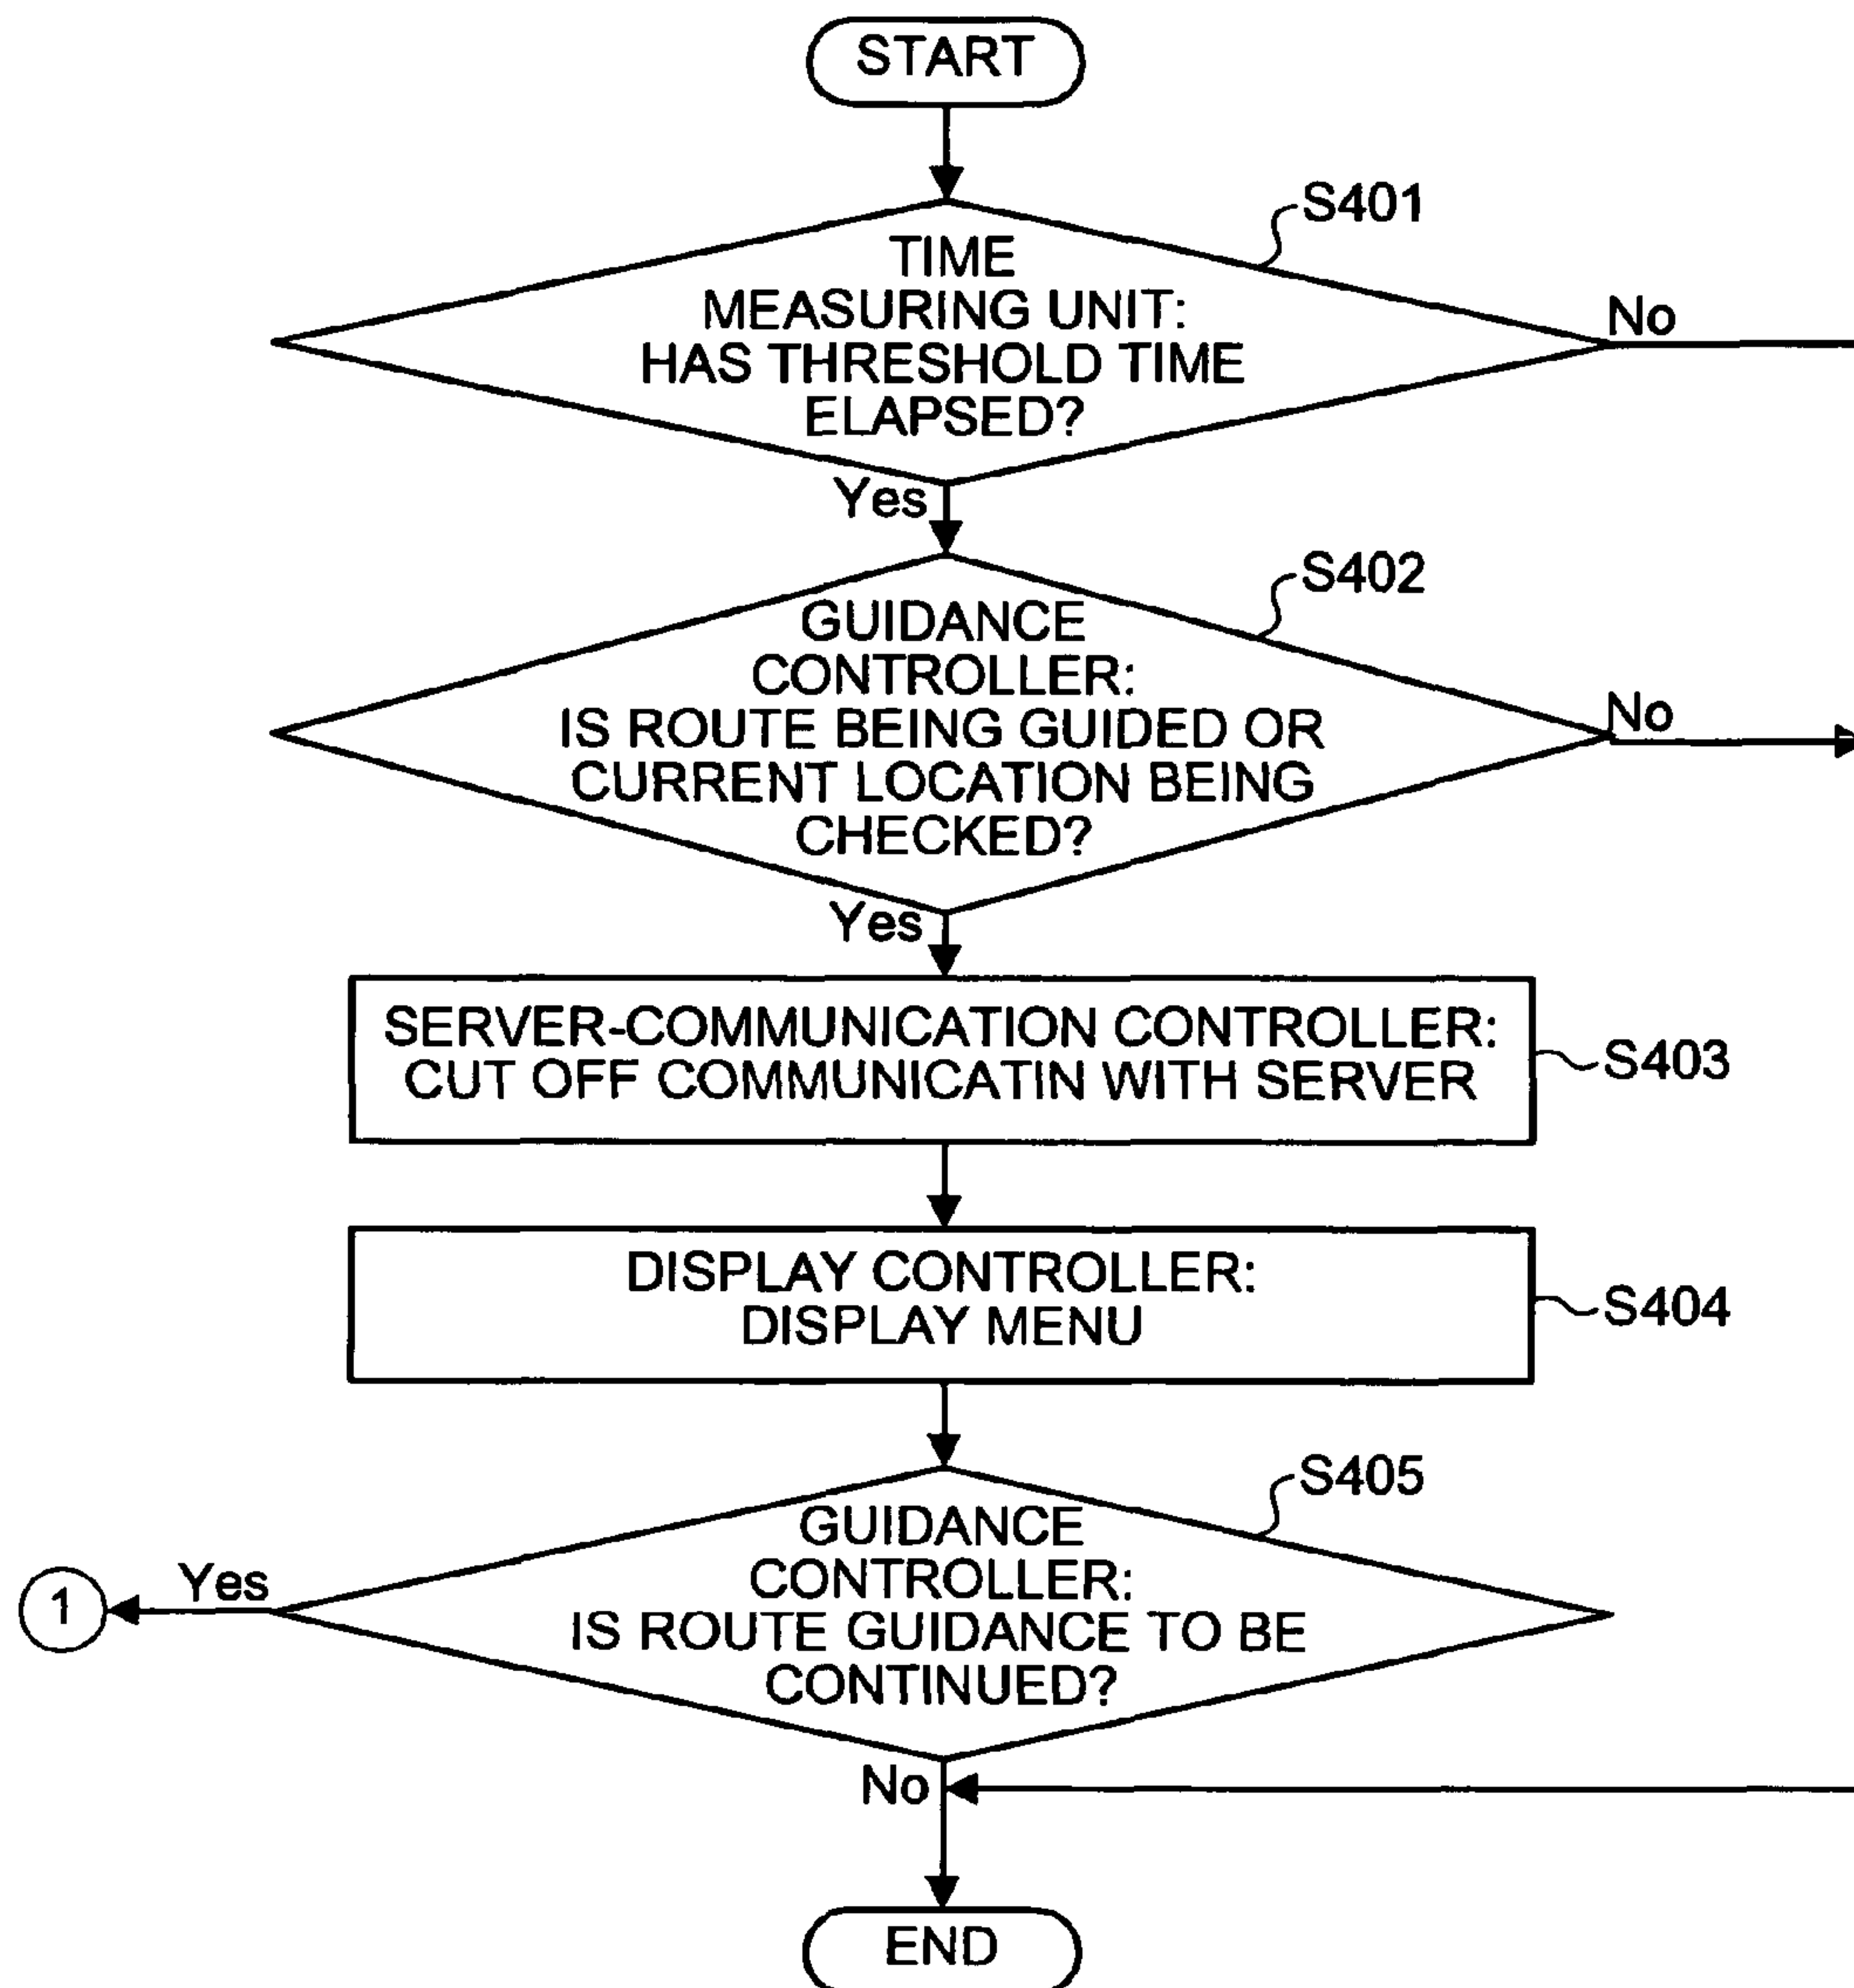 START
S401
TIME
MEASURING UNIT:
HAS THRESHOLD TIME
ELAPSED?
No
Yes
S402
GUIDANCE
CONTROLLER:
IS ROUTE BEING GUIDED OR
CURRENT LOCATION BEING
CHECKED?
No
Yes
SERVER-COMMUNICATION CONTROLLER:
CUT OFF COMMUNICATIN WITH SERVER
S403
DISPLAY CONTROLLER:
DISPLAY MENU
S404
S405
GUIDANCE
CONTROLLER:
IS ROUTE GUIDANCE TO BE
CONTINUED?
Yes
1
No
END